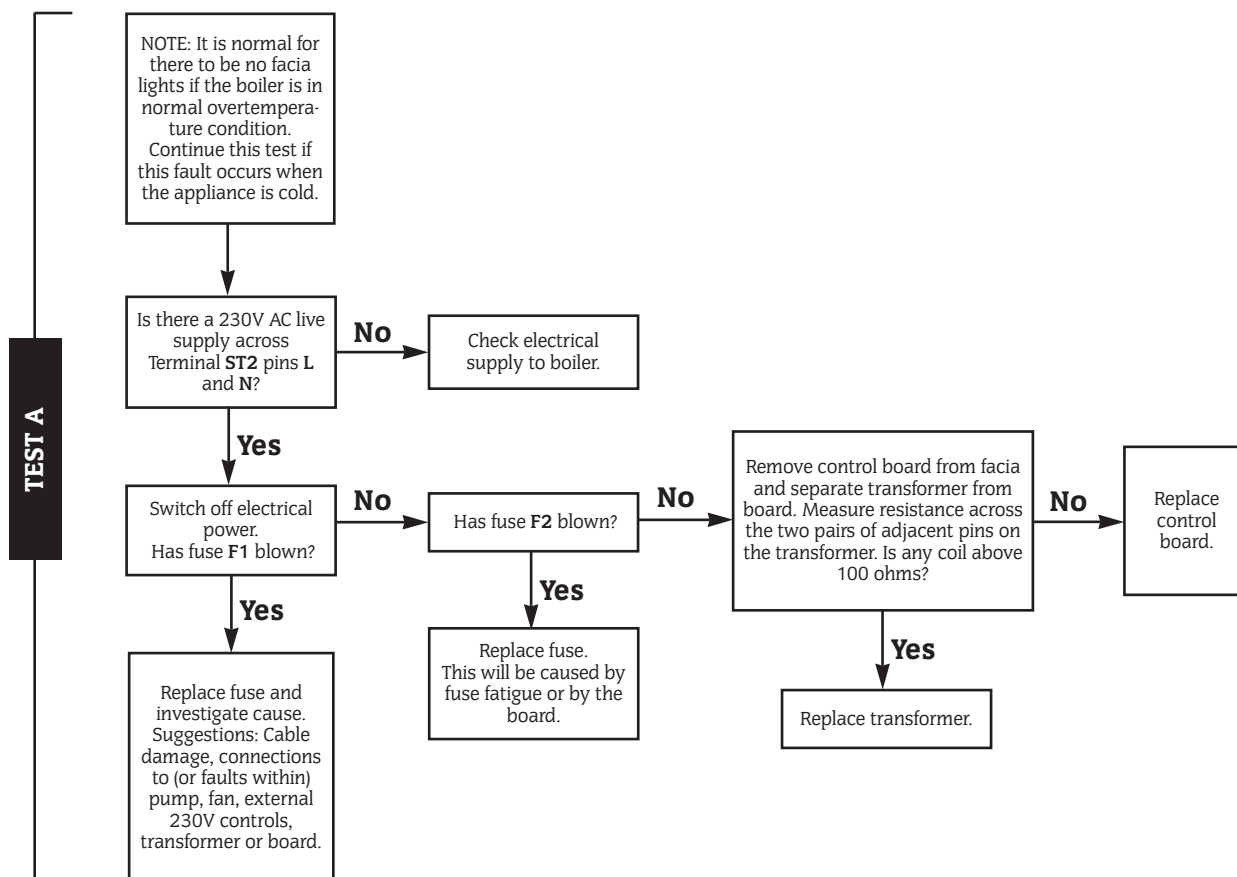 TEST A
NOTE: It is normal for
there to be no facia
lights if the boiler is in
normal overtempera-
ture condition.
Continue this test if
this fault occurs when
the appliance is cold.
Is there a 230V AC live
supply across
Terminal ST2 pins L
and N?
No
Check electrical
supply to boiler.
Yes
Switch off electrical
power.
Has fuse F1 blown?
No
Has fuse F2 blown?
No
Remove control board from facia
and separate transformer from
board. Measure resistance across
the two pairs of adjacent pins on
the transformer. Is any coil above
100 ohms?
No
Replace
control
board.
Yes
Replace fuse and
investigate cause.
Suggestions: Cable
damage, connections
to (or faults within)
pump, fan, external
230V controls,
transformer or board.
Yes
Replace fuse.
This will be caused by
fuse fatigue or by the
board.
Yes
Replace transformer.